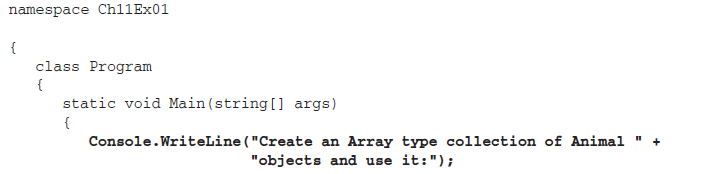 namespace Ch11Ex01
{
class Program
{
static void Main(string[] args)
{
Console.WriteLine("Create an Array type collection of Animal " +
"objects and use it:");